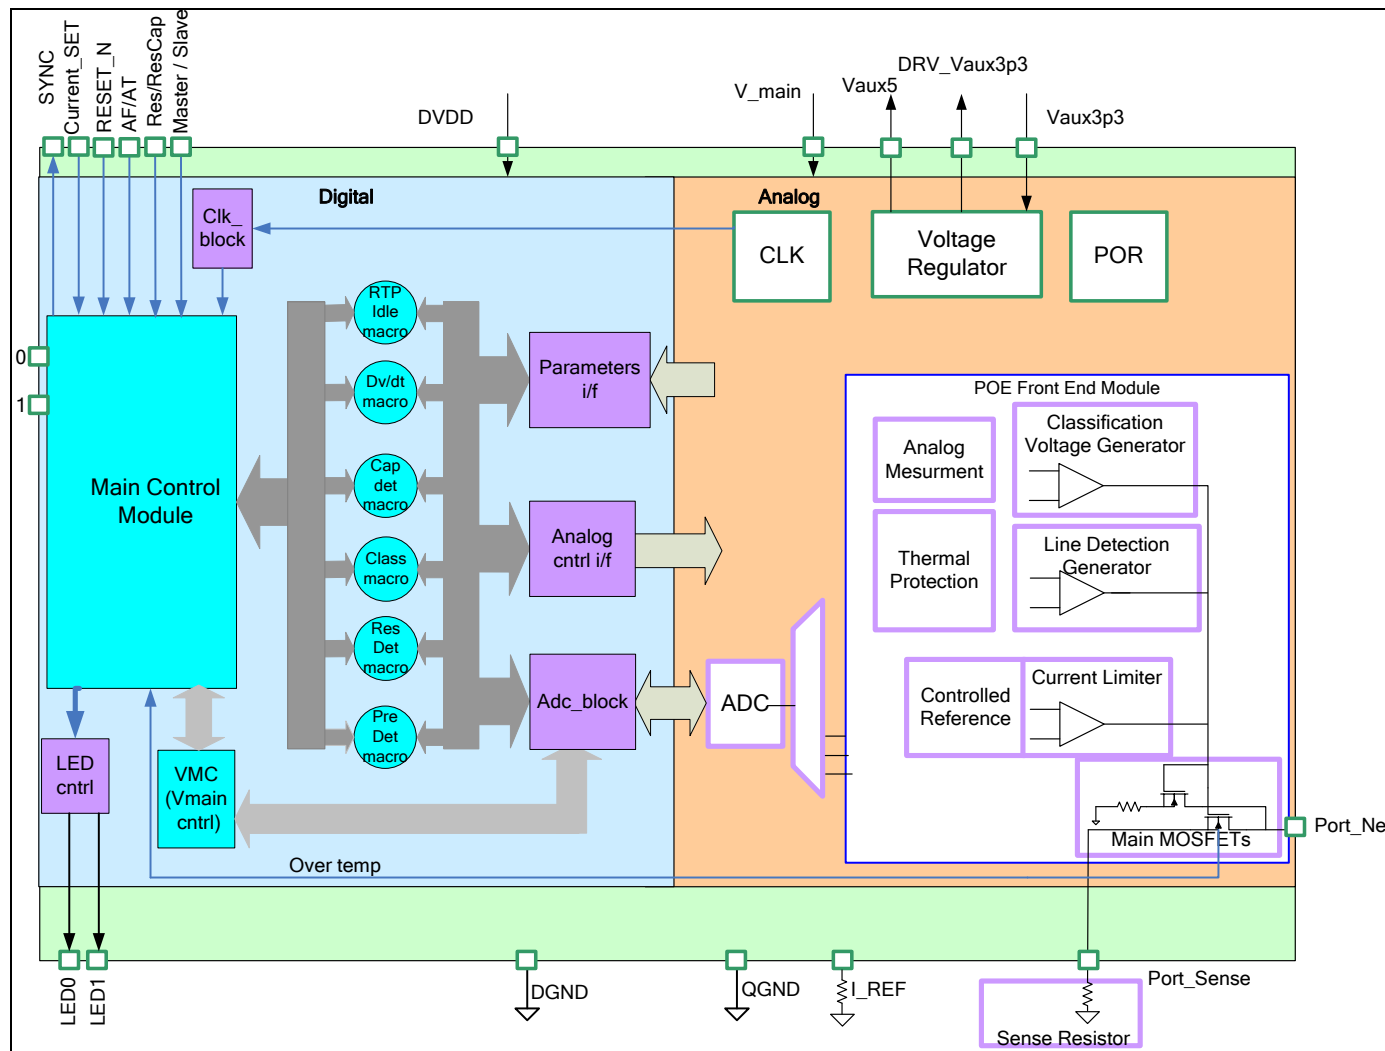 SYNC
Current_SET
RESET_N
AF/AT
Res/ResCap
Master / Slave
DVDD
V_main
Vaux5
DRV_Vaux3p3
Vaux3p3
Digital
Analog
Clk_
block
CLK
Voltage
Regulator
POR
0
1
Main Control
Module
RTP
Idle
macro
Dv/dt
macro
Cap
det
macro
Class
macro
Res
Det
macro
Pre
Det
macro
Parameters
i/f
Analog
cntrl i/f
Adc_block
ADC
POE Front End Module
Analog
Mesurment
Classification
Voltage Generator
Thermal
Protection
Line Detection
Generator
Controlled
Reference
Current Limiter
Main MOSFETs
Port_Ne
LED
cntrl
VMC
(Vmain
cntrl)
Over temp
LED0
LED1
DGND
QGND
I_REF
Port_Sense
Sense Resistor